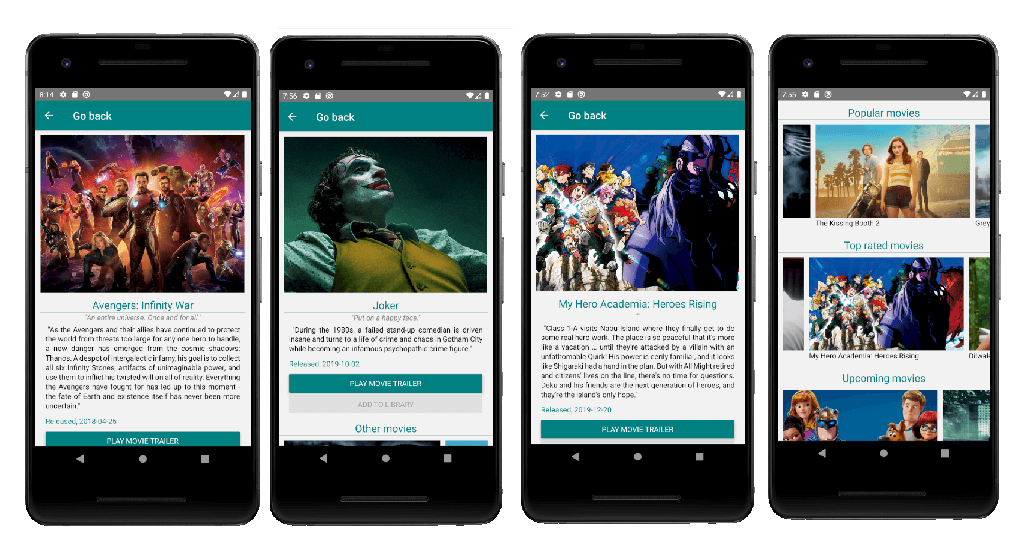 8:14
Go back
Avengers: Infinity War
"An entire universe. Once and for all."
"As the Avengers and their allies have continued to protect
the world from threats too large for any one hero to handle,
a new danger has emerged from the cosmic shadows:
Thanos. A despot of intergalactic infamy, his goal is to collect
all six Infinity Stones, artifacts of unimaginable power, and
use them to inflict his twisted will on all of reality. Everything
the Avengers have fought for has led up to this moment -
the fate of Earth and existence itself has never been more
uncertain."
Released, 2018-04-25
PLAY MOVIE TRAILER
7:56
Go back
Joker
"Put on a happy face."
"During the 1980s, a failed stand-up comedian is driven
insane and turns to a life of crime and chaos in Gotham City
while becoming an infamous psychopathic crime figure."
Released, 2019-10-02
PLAY MOVIE TRAILER
ADD TO LIBRARY
Other movies
7:52
Go back
My Hero Academia: Heroes Rising
"Class 1-A visits Nabu Island where they finally get to do
some real hero work. The place is so peaceful that it's more
like a vacation … until they're attacked by a villain with an
unfathomable Quirk! His power is eerily familiar, and it looks
like Shigaraki had a hand in the plan. But with All Might retired
and citizens' lives on the line, there's no time for questions.
Deku and his friends are the next generation of heroes, and
they're the island's only hope."
Released, 2019-12-20
PLAY MOVIE TRAILER
Popular movies
The Kissing Booth 2
Grey
Top rated movies
My Hero Academia: Heroes Rising
Dilwale
Upcoming movies